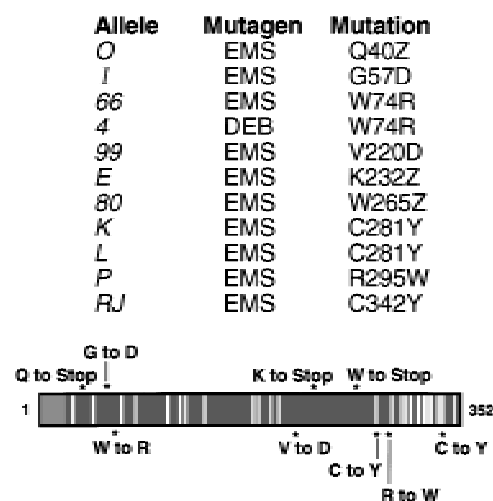 Allele Mutagen Mutation
O EMS Q40Z
I EMS G57D
66 EMS W74R
4 DEB W74R
99 EMS V220D
E EMS K232Z
80 EMS W265Z
K EMS C281Y
L EMS C281Y
P EMS R295W
RJ EMS C342Y
G to D
Q to Stop K to Stop W to Stop
1 352
W to R V to D C to Y
C to Y
R to W